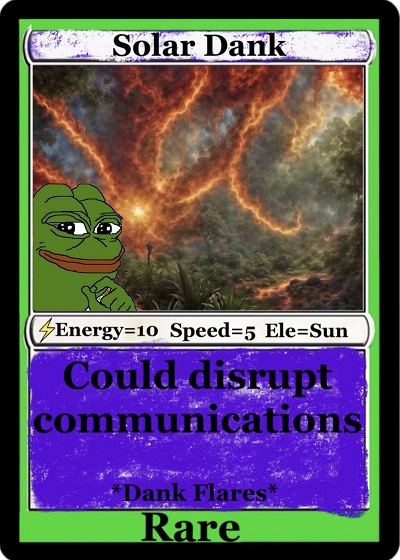 Solar Dank
⚡Energy=10 Speed=5 Ele=Sun
Could disrupt
communications
*Dank Flares*
Rare